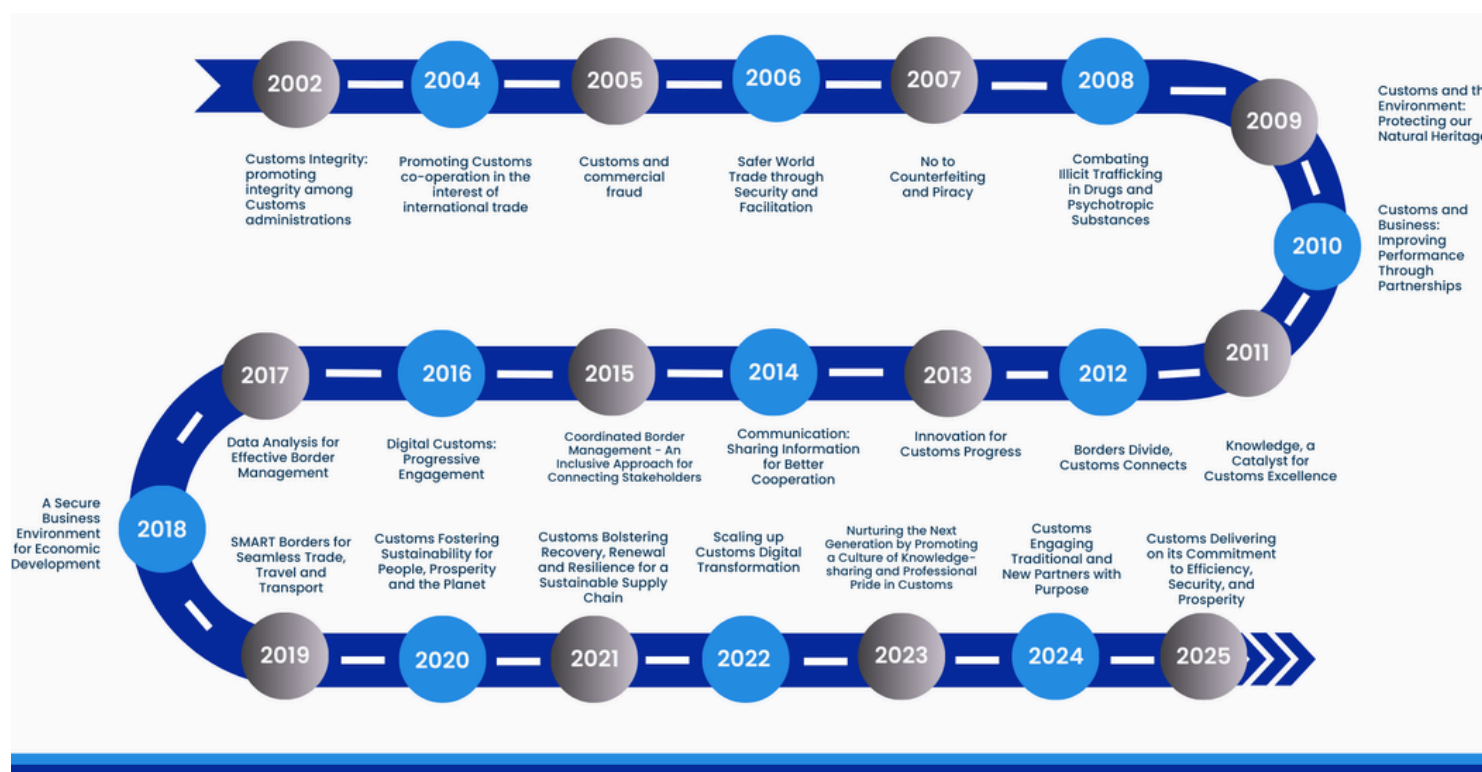 2002
2004
2005
2006
2007
2008
2009
Customs and th
Environment:
Protecting our
Natural Heritage
Customs Integrity:
promoting
integrity among
Customs
administrations
Promoting Customs
co-operation in the
interest of
international trade
Customs and
commercial
fraud
Safer World
Trade through
Security and
Facilitation
No to
Counterfeiting
and Piracy
Combating
Illicit Trafficking
in Drugs and
Psychotropic
Substances
2010
Customs and
Business:
Improving
Performance
Through
Partnerships
2017
2016
2015
2014
2013
2012
2011
Data Analysis for
Effective Border
Management
Digital Customs:
Progressive
Engagement
Coordinated Border
Management - An
Inclusive Approach for
Connecting Stakeholders
Communication:
Sharing Information
for Better
Cooperation
Innovation for
Customs Progress
Borders Divide,
Customs Connects
Knowledge, a
Catalyst for
Customs Excellence
A Secure
Business
Environment
for Economic
Development
2018
SMART Borders for
Seamless Trade,
Travel and
Transport
Customs Fostering
Sustainability for
People, Prosperity
and the Planet
Customs Bolstering
Recovery, Renewal
and Resilience for a
Sustainable Supply
Chain
Scaling up
Customs Digital
Transformation
Nurturing the Next
Generation by Promoting
a Culture of Knowledge-
sharing and Professional
Pride in Customs
Customs
Engaging
Traditional and
New Partners with
Purpose
Customs Delivering
on its Commitment
to Efficiency,
Security, and
Prosperity
2019
2020
2021
2022
2023
2024
2025